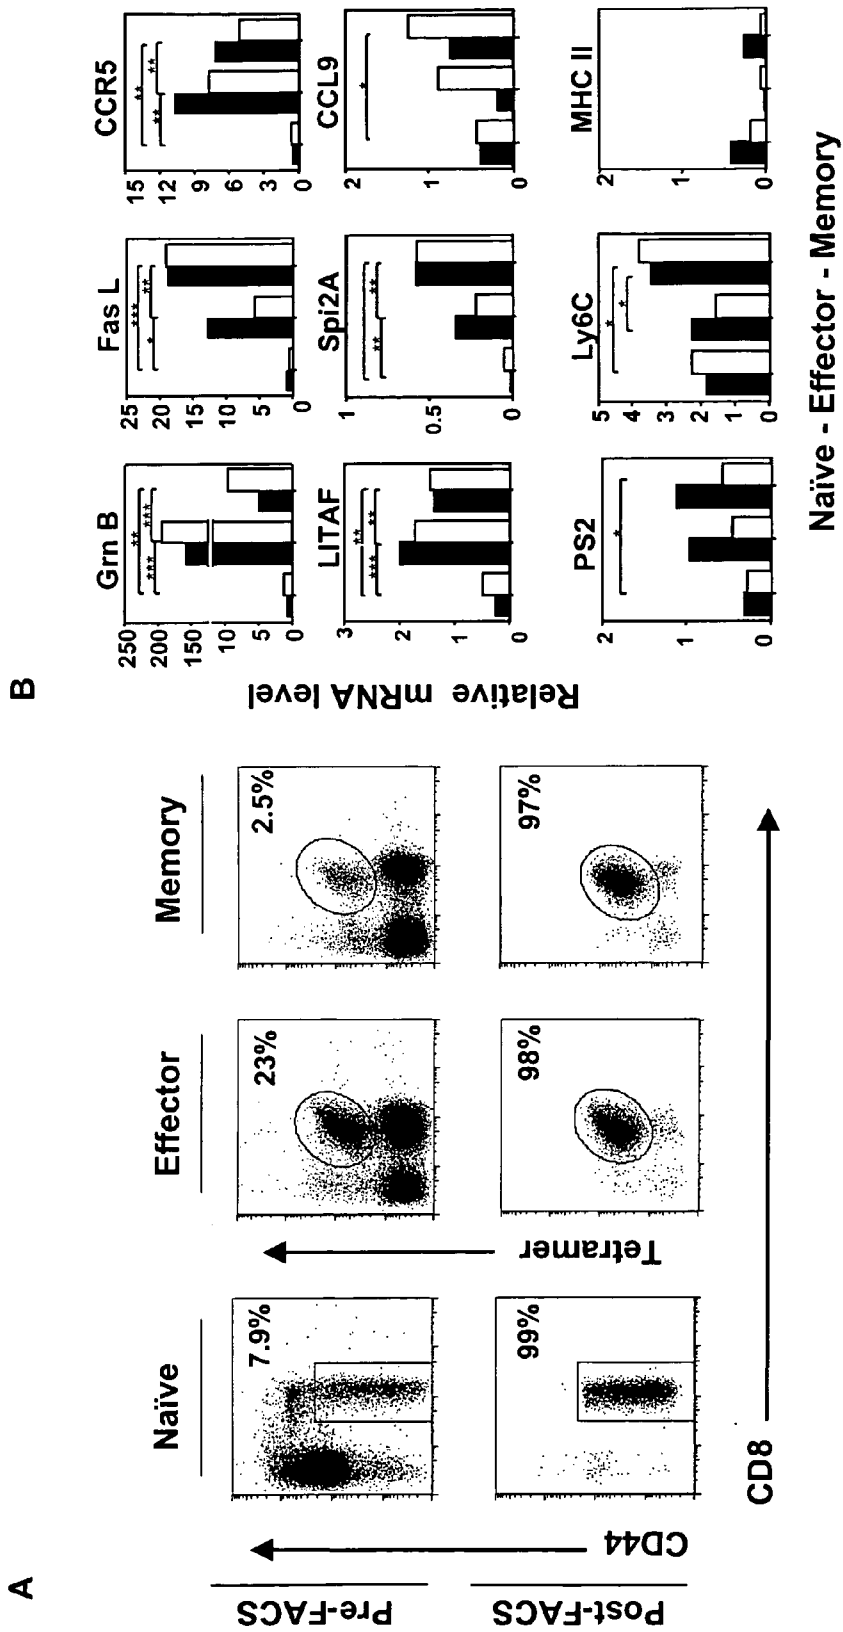 A
Naïve
Effector
Memory
Pre-FACS
7.9%
23%
2.5%
CD44
Tetramer
Post-FACS
99%
98%
97%
CD8
B
Relative mRNA level
Grn B
250
200
150
10
5
0
Fas L
25
20
15
10
5
0
CCR5
15
12
9
6
3
0
LITAF
3
2
1
0
Spi2A
1
0.5
0
CCL9
2
1
0
PS2
2
1
0
Ly6C
5
4
3
2
1
0
MHC II
2
1
0
Naïve - Effector - Memory